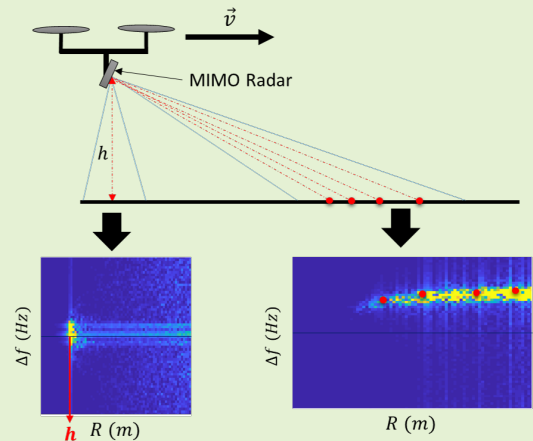 v⃗
MIMO Radar
h
Δf (Hz)
h
R (m)
Δf (Hz)
R (m)